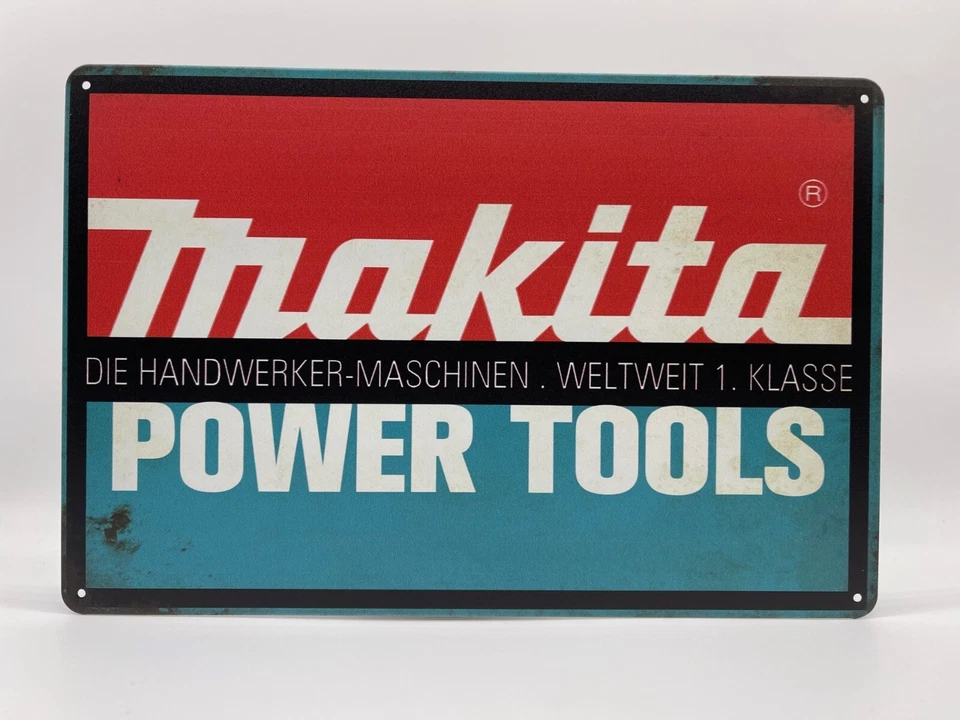 makita ®
DIE HANDWERKER-MASCHINEN . WELTWEIT 1. KLASSE
POWER TOOLS